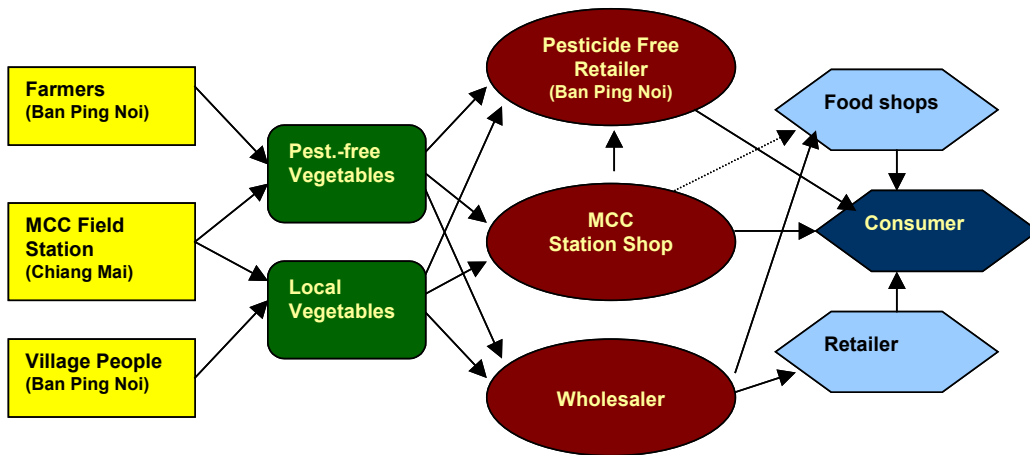 Farmers
(Ban Ping Noi)
MCC Field
Station
(Chiang Mai)
Village People
(Ban Ping Noi)
Pest.-free
Vegetables
Local
Vegetables
Pesticide Free
Retailer
(Ban Ping Noi)
MCC
Station Shop
Wholesaler
Food shops
Consumer
Retailer